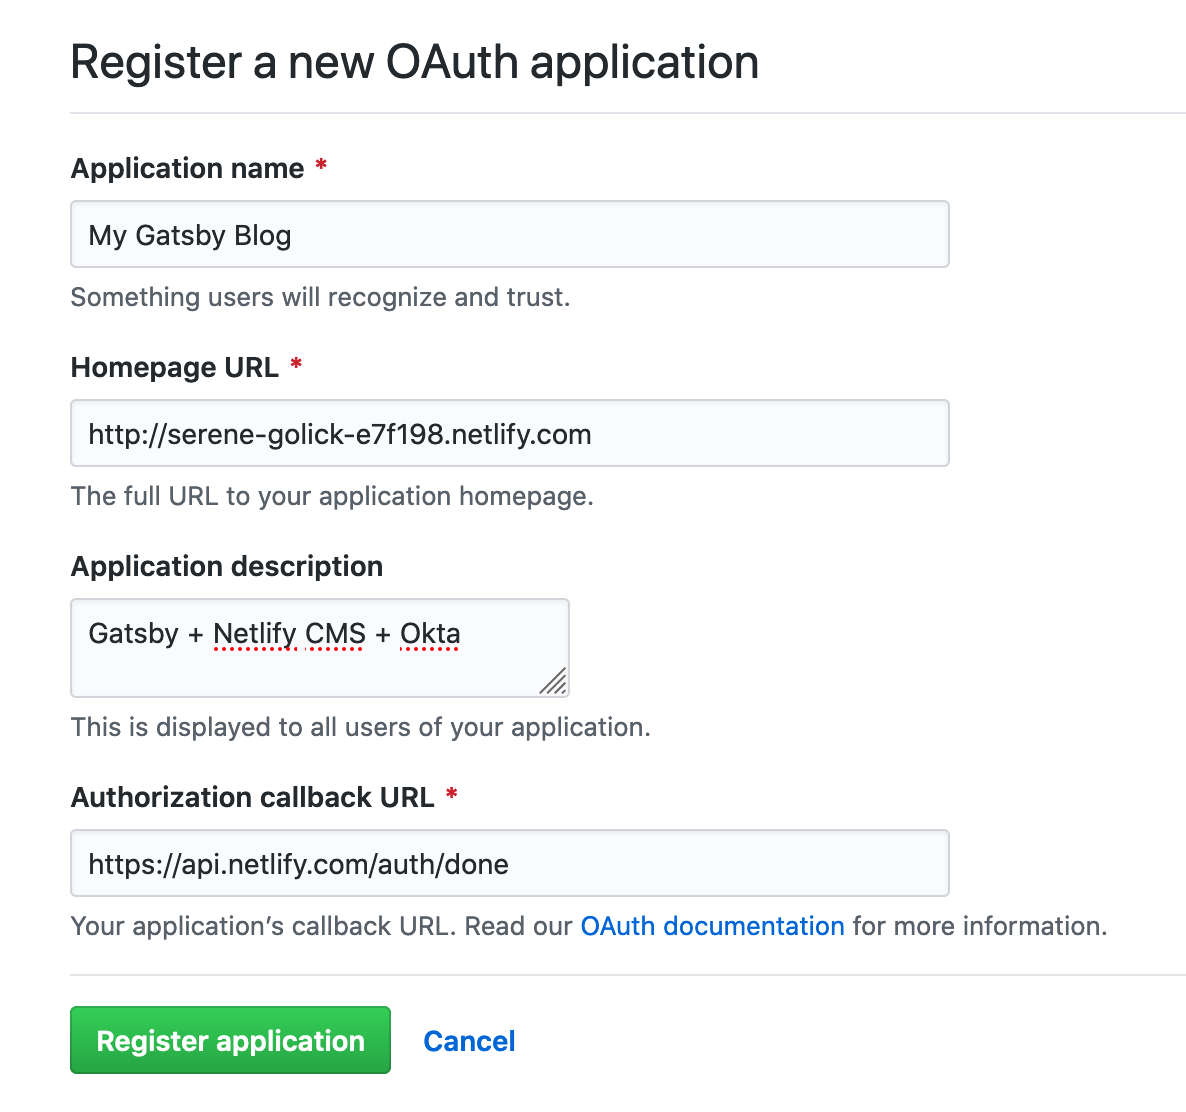 Register a new OAuth application
Application name *
My Gatsby Blog
Something users will recognize and trust.
Homepage URL *
http://serene-golick-e7f198.netlify.com
The full URL to your application homepage.
Application description
Gatsby + Netlify CMS + Okta
This is displayed to all users of your application.
Authorization callback URL *
https://api.netlify.com/auth/done
Your application’s callback URL. Read our OAuth documentation for more information.
Register application Cancel